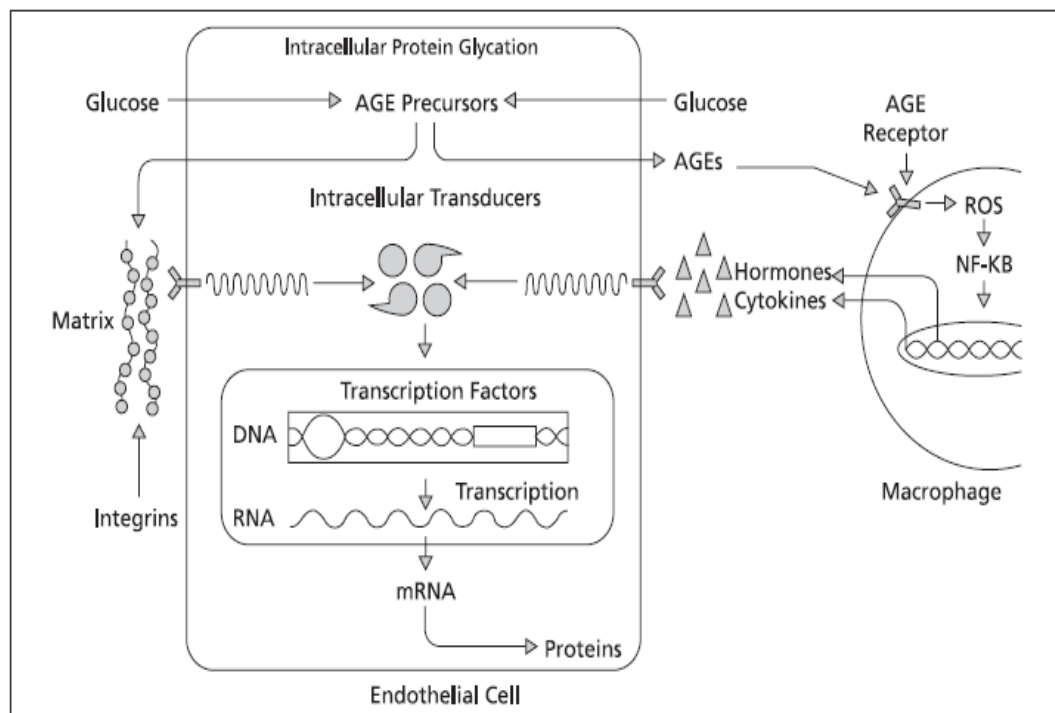 Intracellular Protein Glycation
Glucose
AGE Precursors
Glucose
AGE
Receptor
AGEs
Intracellular Transducers
ROS
NF-KB
Hormones
Cytokines
Matrix
Transcription Factors
DNA
Transcription
RNA
Integrins
Macrophage
mRNA
Proteins
Endothelial Cell